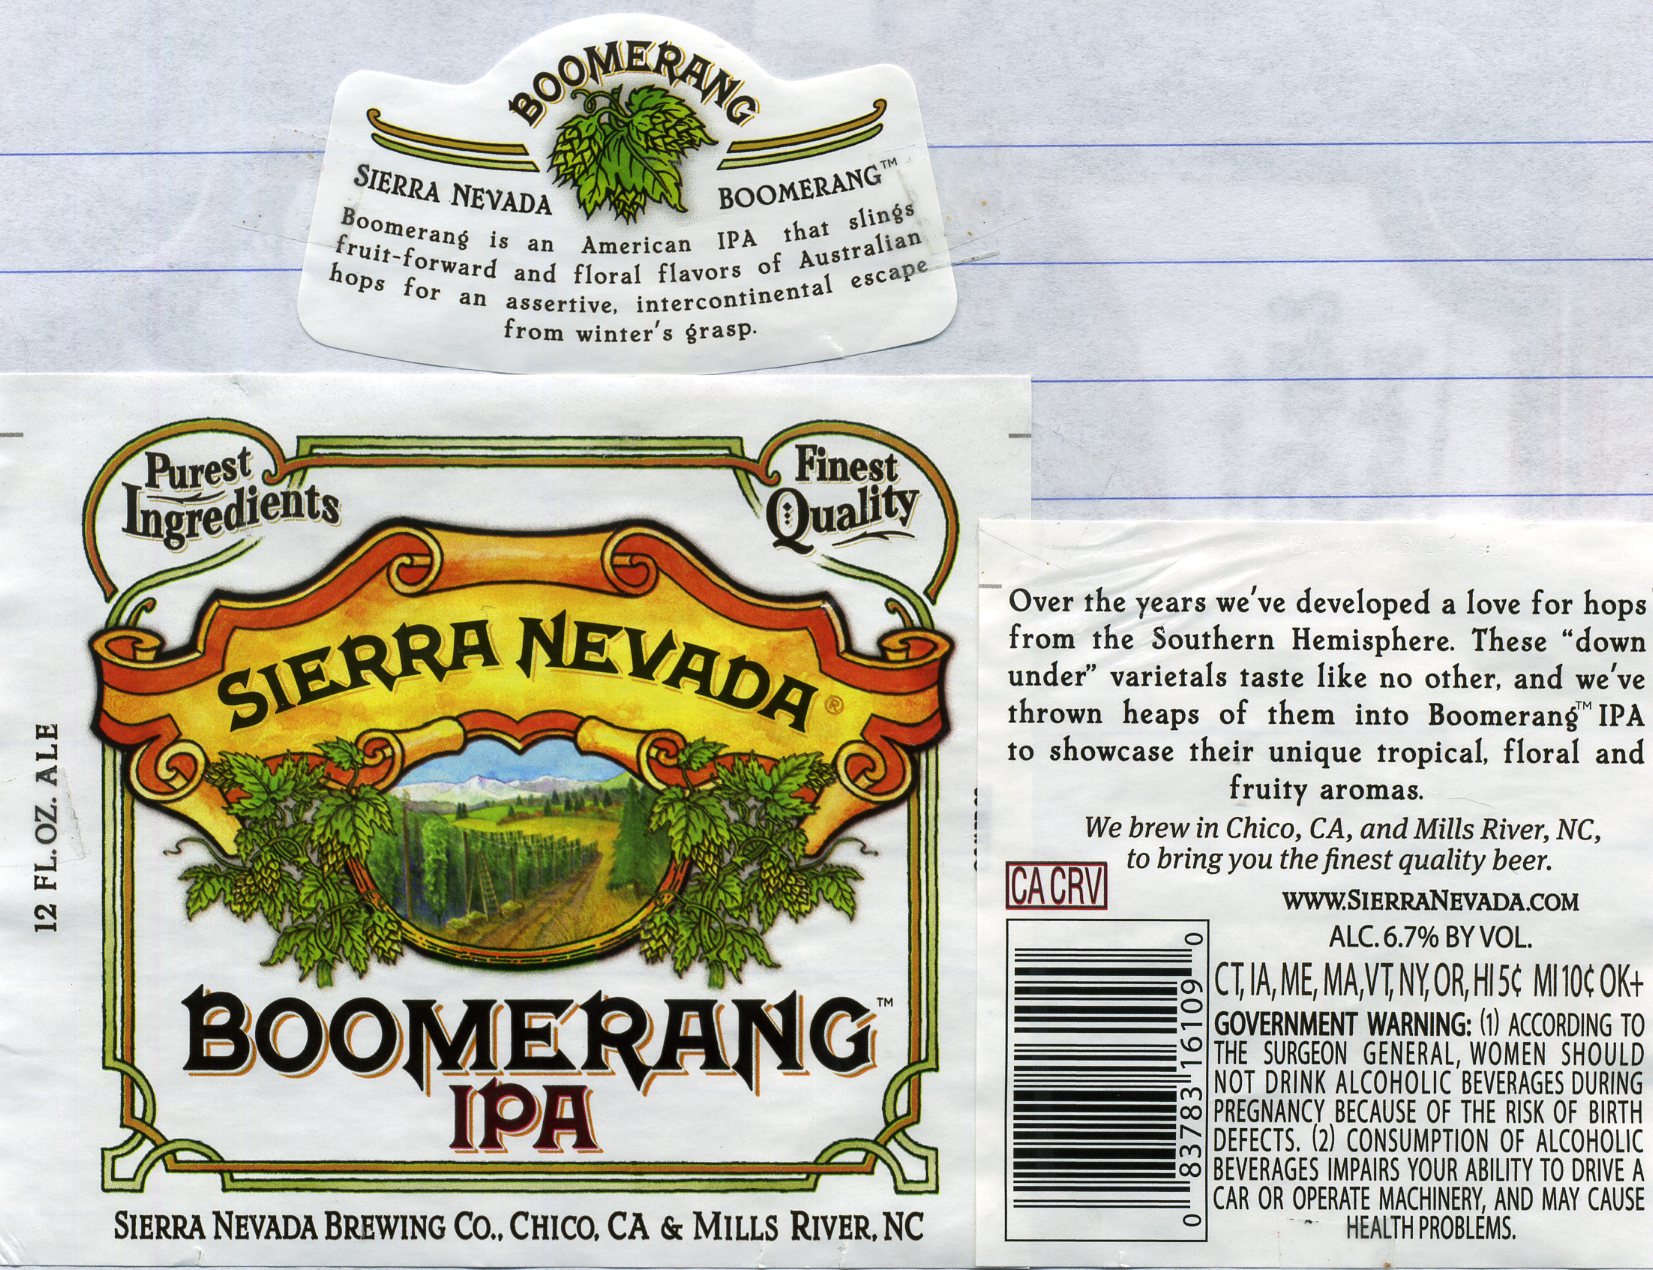 BOOMERANG
SIERRA NEVADA BOOMERANG™
Boomerang is an American IPA that slings
fruit-forward and floral flavors of Australian
hops for an assertive, intercontinental escape
from winter's grasp.
Purest
Ingredients
Finest
Quality
SIERRA NEVADA®
12 FL. OZ. ALE
BOOMERANG™
IPA
SIERRA NEVADA BREWING CO., CHICO, CA & MILLS RIVER, NC
Over the years we've developed a love for hops
from the Southern Hemisphere. These “down
under” varietals taste like no other, and we've
thrown heaps of them into Boomerang™ IPA
to showcase their unique tropical, floral and
fruity aromas.
We brew in Chico, CA, and Mills River, NC,
to bring you the finest quality beer.
CA CRV
WWW.SIERRANEVADA.COM
ALC. 6.7% BY VOL.
CT, IA, ME, MA, VT, NY, OR, HI 5¢ MI 10¢ OK+
GOVERNMENT WARNING: (1) ACCORDING TO
THE SURGEON GENERAL, WOMEN SHOULD
NOT DRINK ALCOHOLIC BEVERAGES DURING
PREGNANCY BECAUSE OF THE RISK OF BIRTH
DEFECTS. (2) CONSUMPTION OF ALCOHOLIC
BEVERAGES IMPAIRS YOUR ABILITY TO DRIVE A
CAR OR OPERATE MACHINERY, AND MAY CAUSE
HEALTH PROBLEMS.
0 83783 16109 0